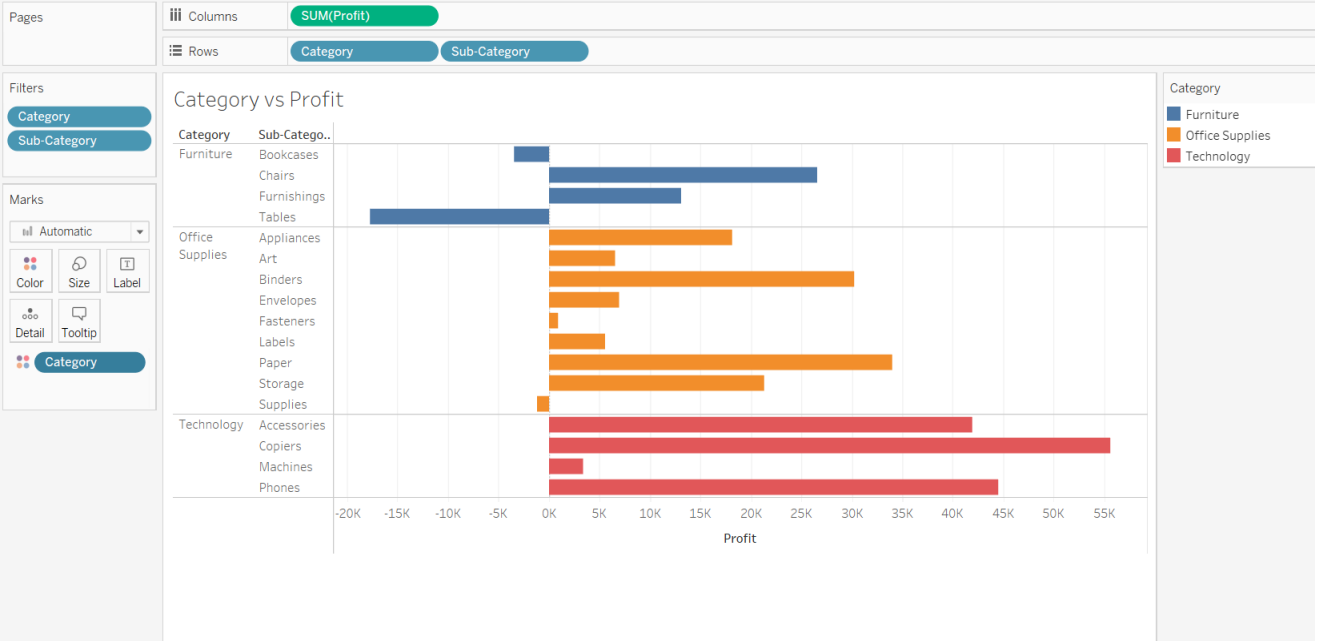 Pages
Columns
SUM(Profit)
Rows
Category
Sub-Category
Filters
Category
Sub-Category
Marks
Automatic
Color
Size
T
Label
Detail
Tooltip
Category
Category vs Profit
Category
Sub-Catego..
Furniture
Bookcases
Chairs
Furnishings
Tables
Office
Supplies
Appliances
Art
Binders
Envelopes
Fasteners
Labels
Paper
Storage
Supplies
Technology
Accessories
Copiers
Machines
Phones
-20K -15K -10K -5K 0K 5K 10K 15K 20K 25K 30K 35K 40K 45K 50K 55K
Profit
Category
Furniture
Office Supplies
Technology